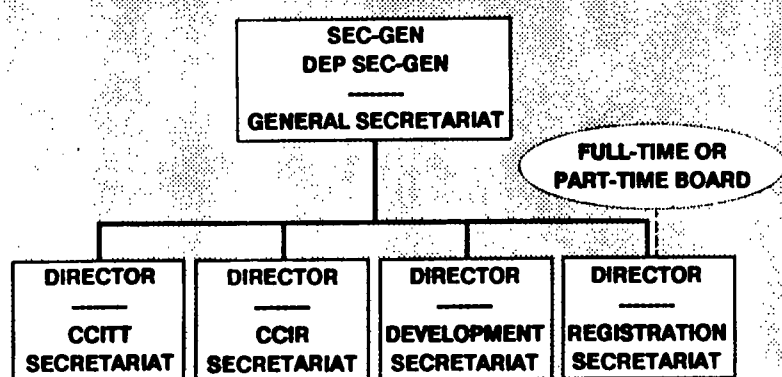 SEC-GEN
DEP SEC-GEN
GENERAL SECRETARIAT
FULL-TIME OR
PART-TIME BOARD
DIRECTOR
CCITT
SECRETARIAT
DIRECTOR
CCIR
SECRETARIAT
DIRECTOR
DEVELOPMENT
SECRETARIAT
DIRECTOR
REGISTRATION
SECRETARIAT